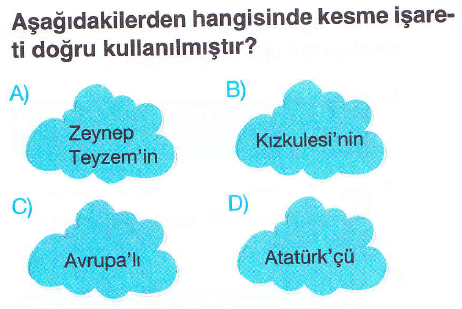 Aşağıdakilerden hangisinde kesme işare-
ti doğru kullanılmıştır?
A)
Zeynep
Teyzem'in
B)
Kızkulesi'nin
C)
Avrupa'lı
D)
Atatürk'çü